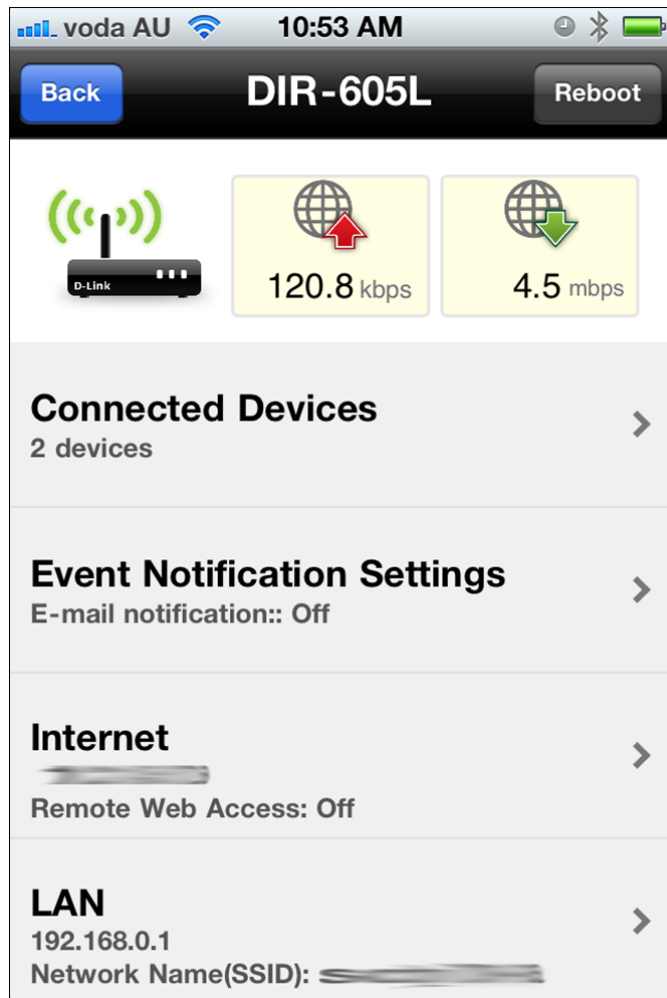 voda AU 10:53 AM
Back DIR-605L Reboot
D-Link
120.8 kbps 4.5 mbps
Connected Devices
2 devices
Event Notification Settings
E-mail notification:: Off
Internet
Remote Web Access: Off
LAN
192.168.0.1
Network Name(SSID):